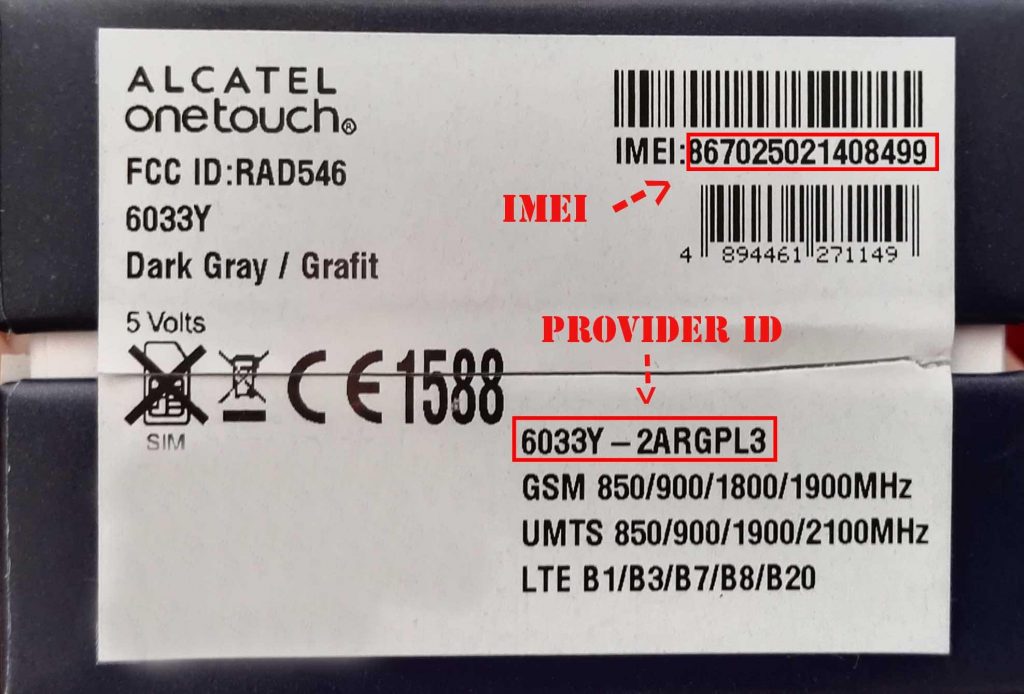 ALCATEL
onetouch®
FCC ID:RAD546
6033Y
Dark Gray / Grafit
IMEI:867025021408499
IMEI
4 894461 271149
5 Volts
PROVIDER ID
CE1588
SIM
6033Y – 2ARGPL3
GSM 850/900/1800/1900MHz
UMTS 850/900/1900/2100MHz
LTE B1/B3/B7/B8/B20